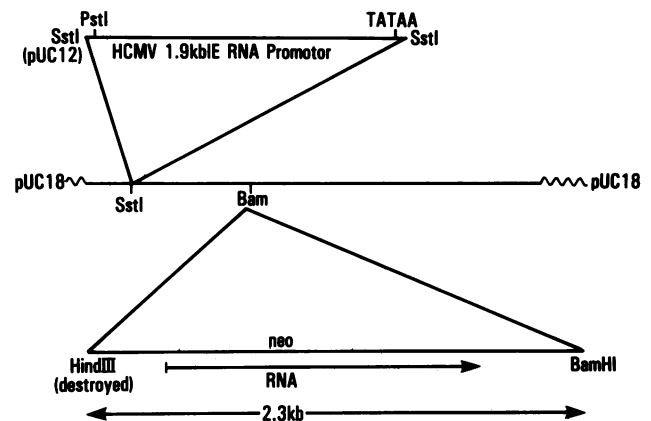 PstI
TATAA
SstI
(pUC12)
HCMV 1.9kbIE RNA Promotor
SstI
pUC18
pUC18
SstI
Bam
neo
HindIII
(destroyed)
RNA
BamHI
2.3kb